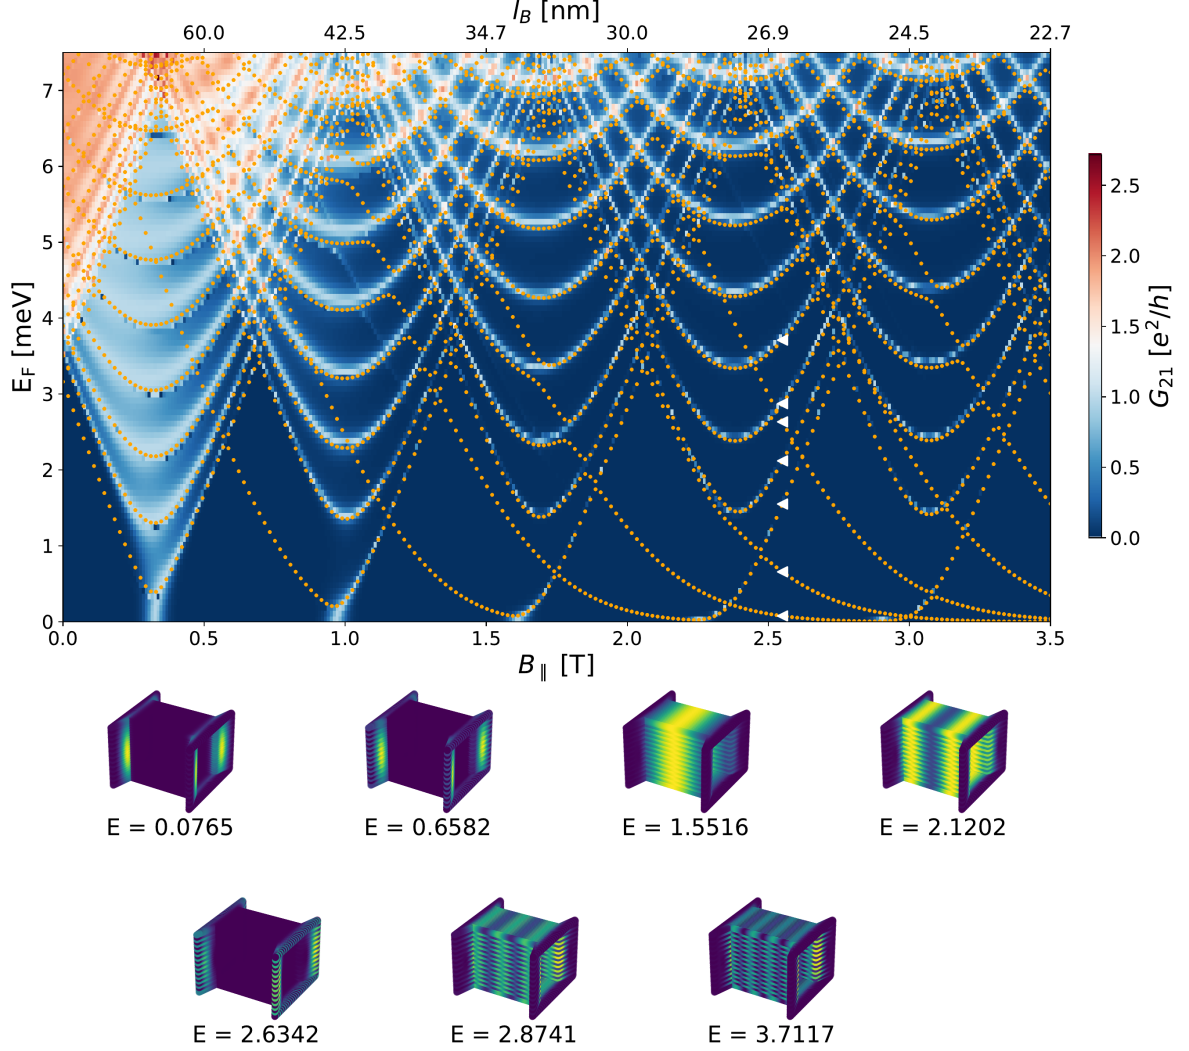 l_B [nm]
60.0 42.5 34.7 30.0 26.9 24.5 22.7
7
6
5
4
3
2
1
0
E_F [meV]
0.0 0.5 1.0 1.5 2.0 2.5 3.0 3.5
B_∥ [T]
2.5
2.0
1.5
1.0
0.5
0.0
G_21 [e²/h]
E = 0.0765 E = 0.6582 E = 1.5516 E = 2.1202
E = 2.6342 E = 2.8741 E = 3.7117